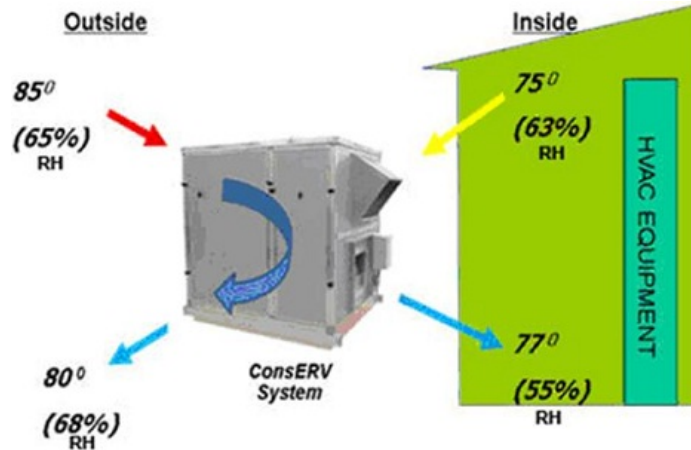 Outside
Inside
85⁰
(65%)
RH
75⁰
(63%)
RH
HVAC EQUIPMENT
80⁰
(68%)
RH
ConsERV
System
77⁰
(55%)
RH